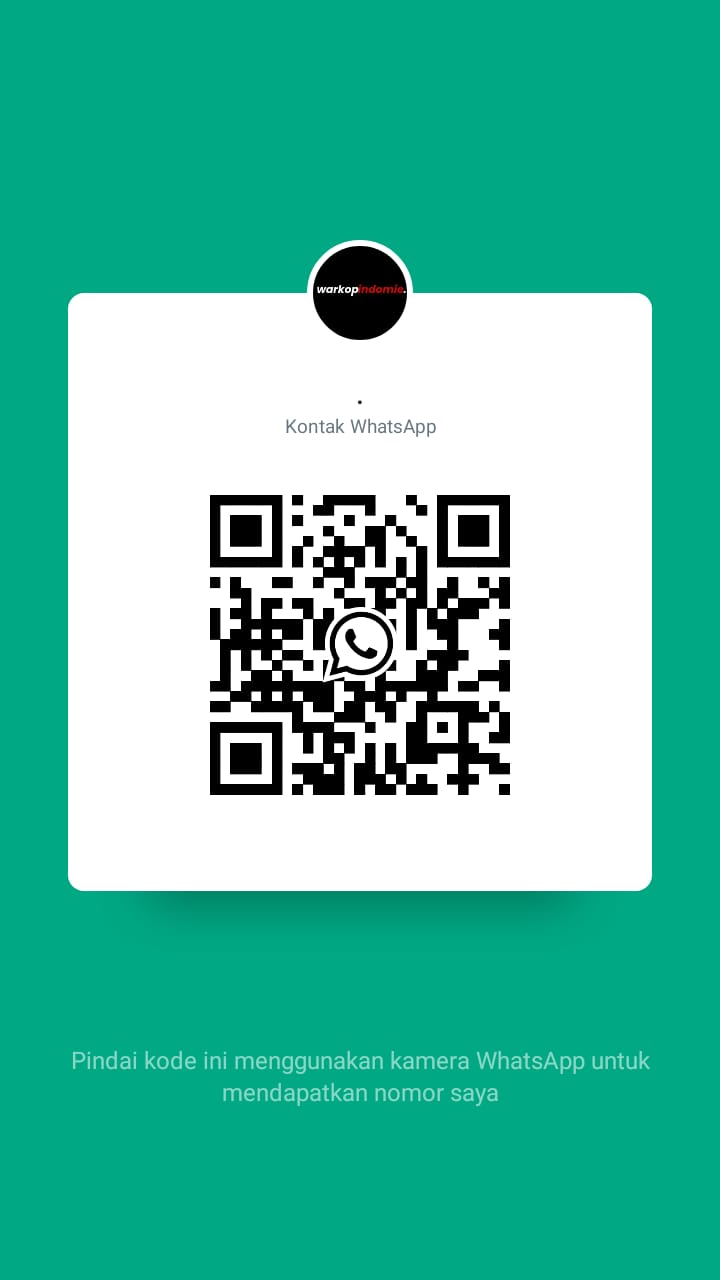 warkopindomie.
.
Kontak WhatsApp
Pindai kode ini menggunakan kamera WhatsApp untuk
mendapatkan nomor saya